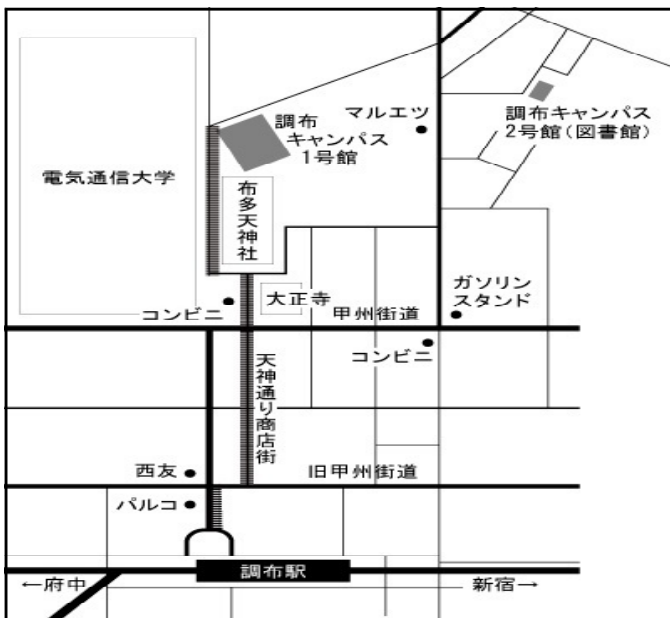 マルエツ
調布
キャンパス
1号館
調布キャンパス
2号館(図書館)
電気通信大学
布多天神社
ガソリン
スタンド
コンビニ
大正寺
甲州街道
コンビニ
天神通り商店街
西友
旧甲州街道
パルコ
調布駅
←府中
新宿→